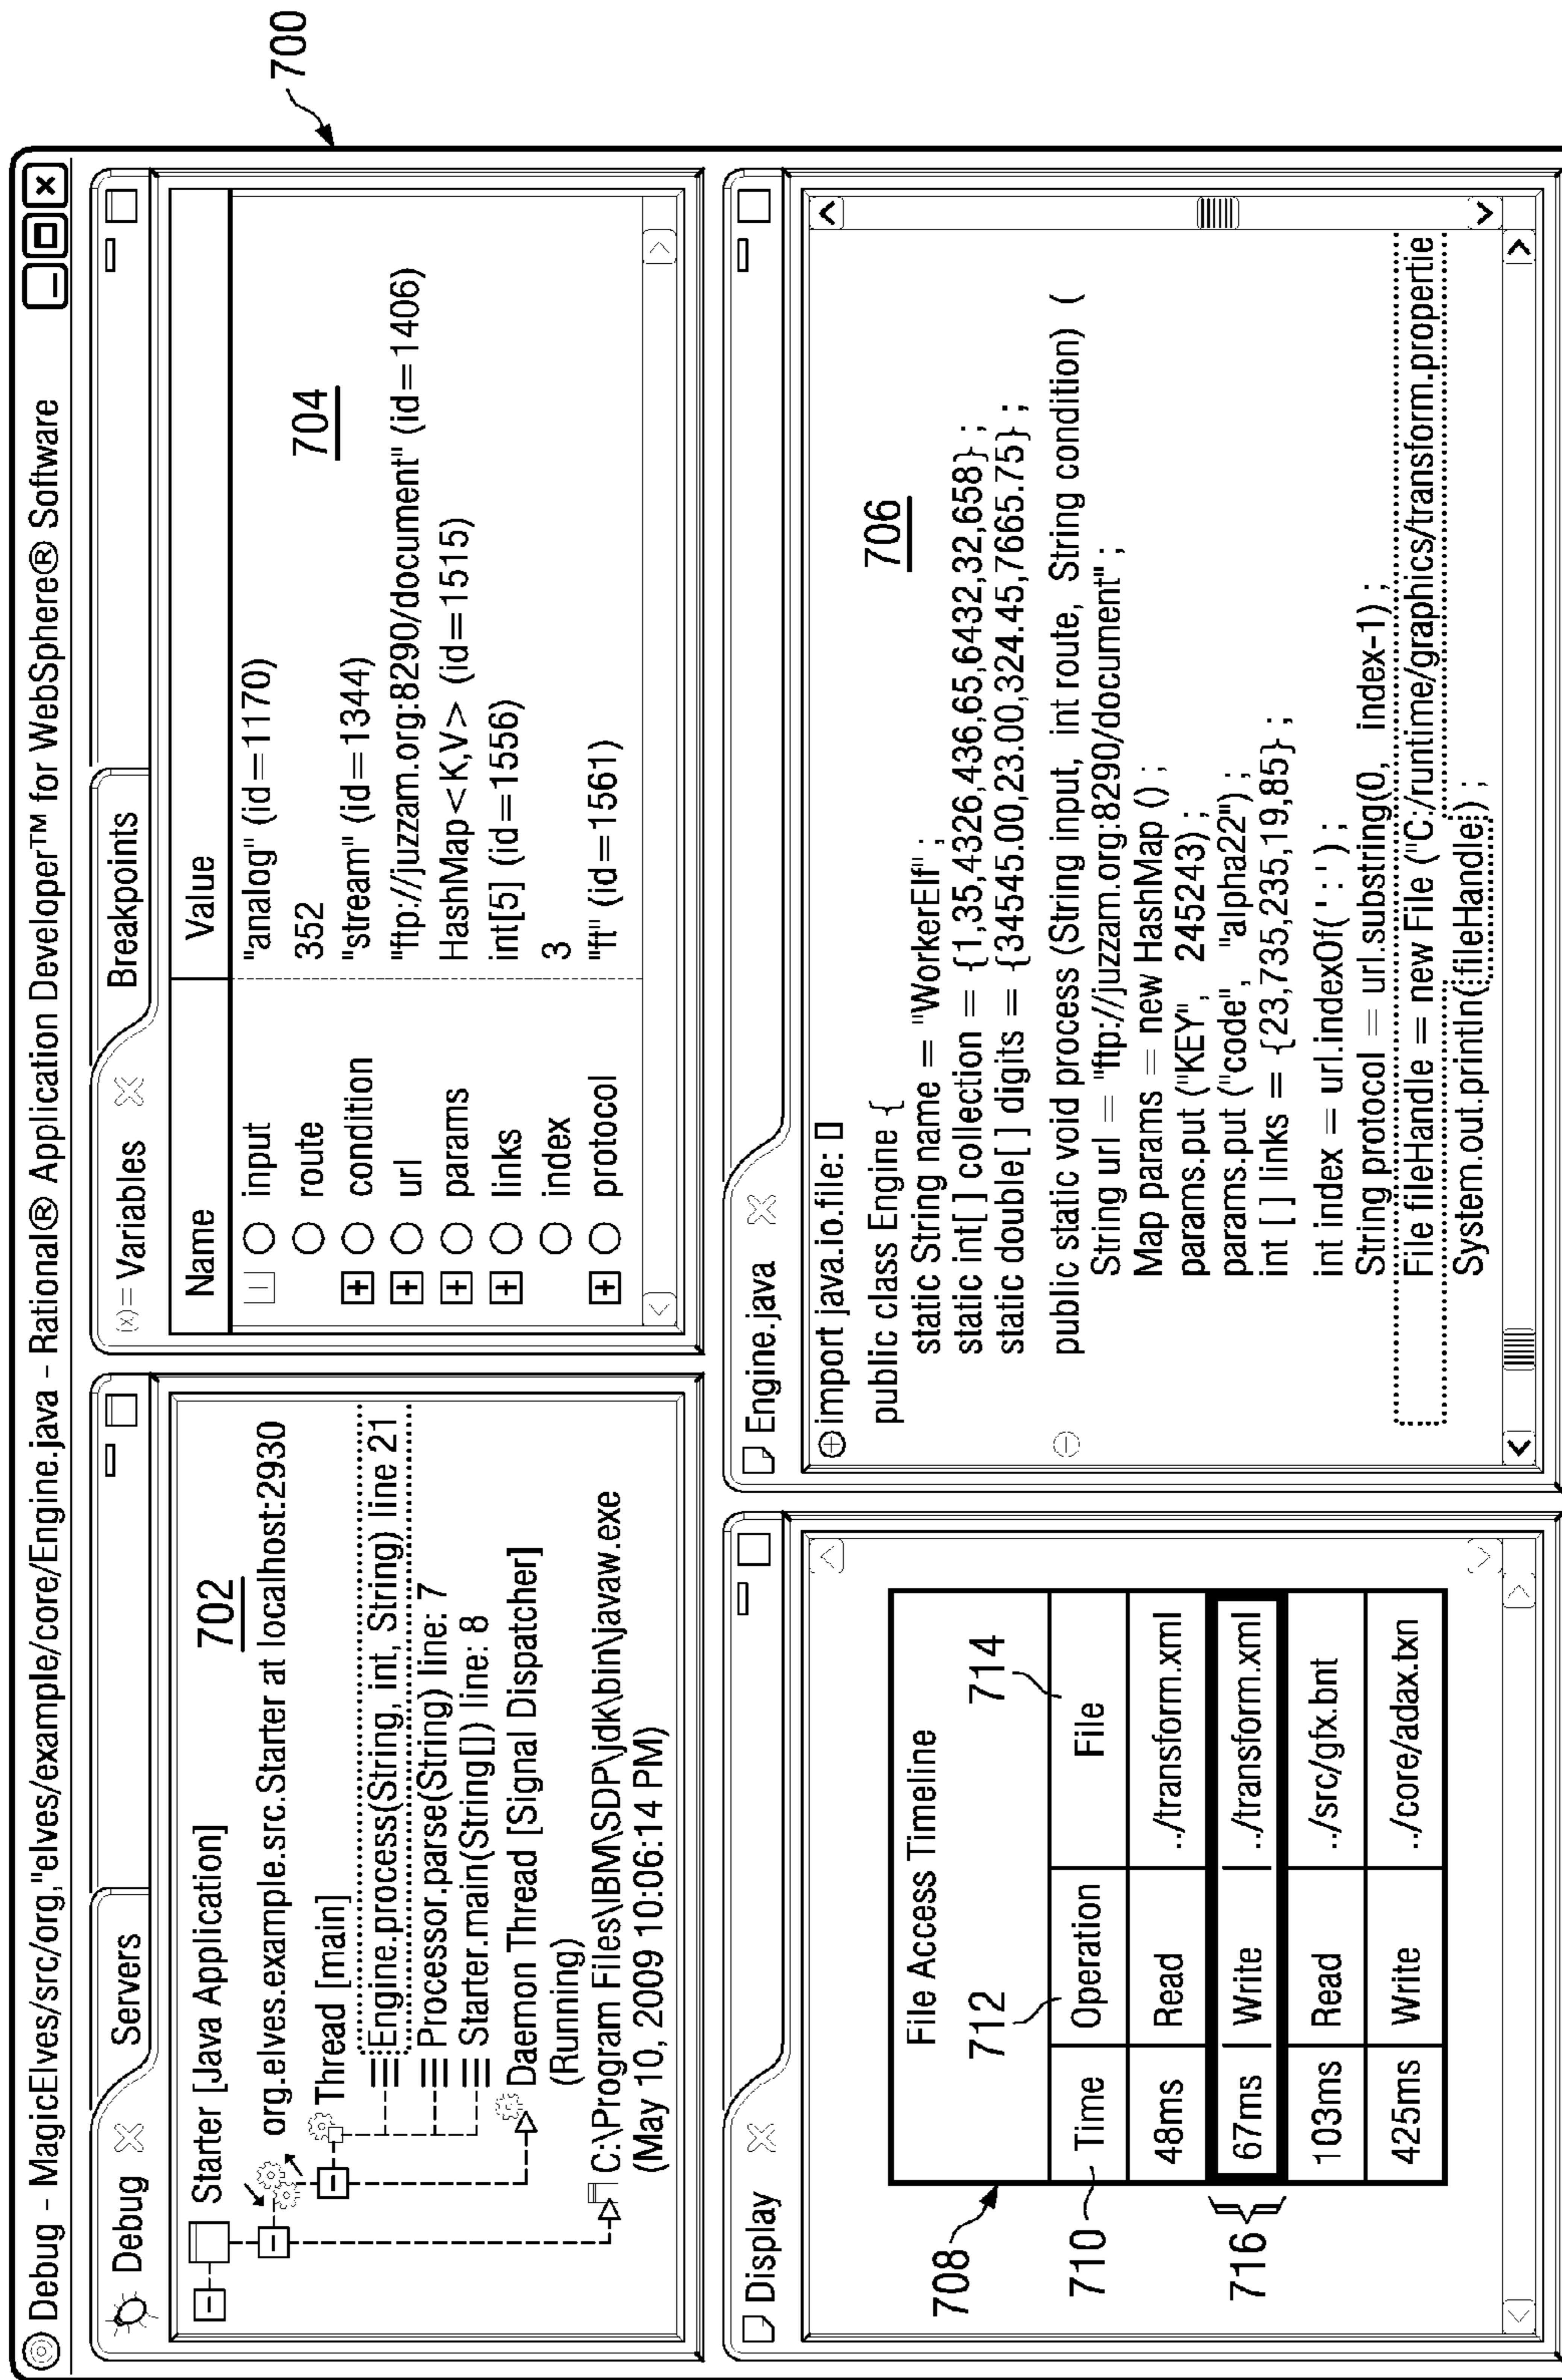 Debug - MagicElves/src/org,"elves/example/core/Engine.java - Rational® Application Developer™ for WebSphere® Software
700
Debug Servers
702
Starter [Java Application]
org.elves.example.src.Starter at localhost:2930
Thread [main]
Engine.process(String, int, String) line 21
Processor.parse(String) line: 7
Starter.main(String[]) line: 8
Daemon Thread [Signal Dispatcher]
(Running)
C:\Program Files\IBM\SDP\jdk\bin\javaw.exe
(May 10, 2009 10:06:14 PM)
(x)= Variables Breakpoints
Name Value
704
input "analog" (id=1170)
route 352
condition "stream" (id=1344)
url "ftp://juzzam.org:8290/document" (id=1406)
params HashMap<K,V> (id=1515)
links int[5] (id=1556)
index 3
protocol "ft" (id=1561)
Display
708
File Access Timeline
710 712 714
Time Operation File
48ms Read ../transform.xml
716 67ms Write ../transform.xml
103ms Read ../src/gfx.bnt
425ms Write ../core/adax.txn
Engine.java
706
import java.io.file: []
public class Engine {
static String name = "WorkerElf" ;
static int[ ] collection = {1,35,4326,436,65,6432,32,658} ;
static double[ ] digits = {34545.00,23.00,324.45,7665.75} ;
public static void process (String input, int route, String condition) (
String url = "ftp://juzzam.org:8290/document" ;
Map params = new HashMap () ;
params.put ("KEY", 245243) ;
params.put ("code", "alpha22") ;
int [ ] links = {23,735,235,19,85} ;
int index = url.indexOf( ' : ' ) ;
String protocol = url.substring(0, index-1) ;
File fileHandle = new File ("C:/runtime/graphics/transform.propertie
System.out.println(fileHandle) ;